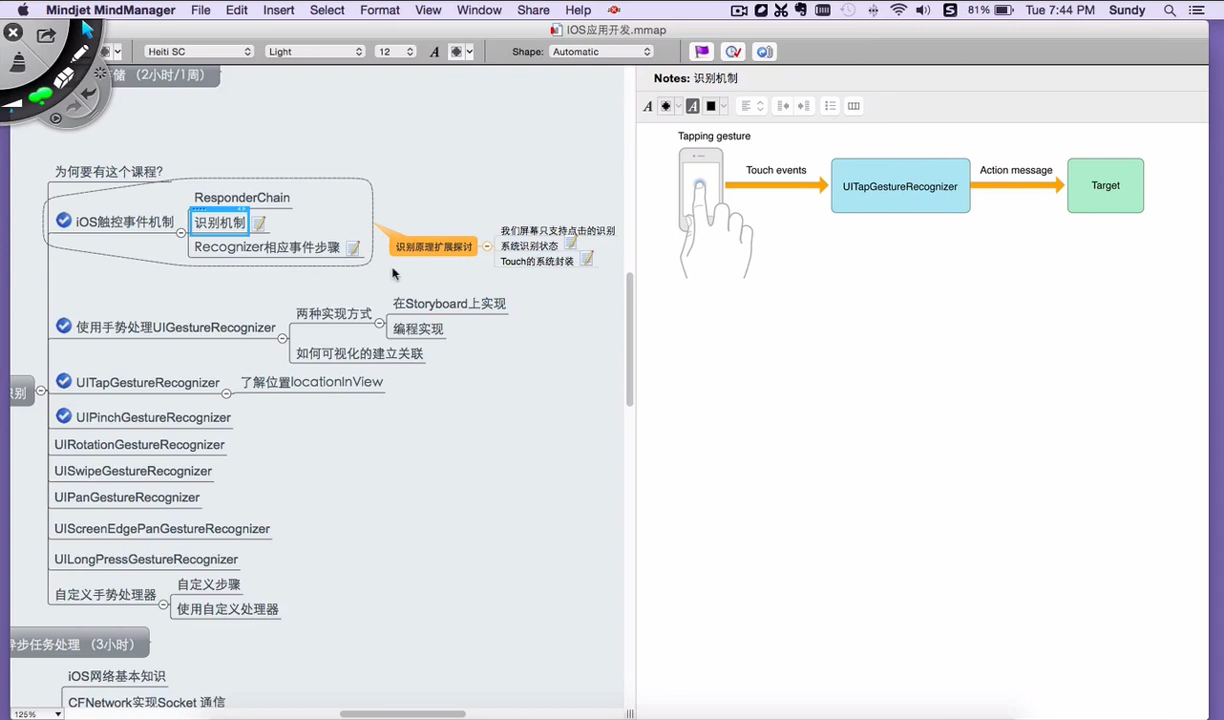 Mindjet MindManager File Edit Insert Select Format View Window Share Help 81% Tue 7:44 PM Sundy
IOS应用开发.mmap
Heiti SC Light 12 A Shape: Automatic
储 （2小时/1周）
Notes: 识别机制
为何要有这个课程?
iOS触控事件机制
ResponderChain
识别机制
Recognizer相应事件步骤
识别原理扩展探讨
我们屏幕只支持点击的识别
系统识别状态
Touch的系统封装
使用手势处理UIGestureRecognizer
两种实现方式
在Storyboard上实现
编程实现
如何可视化的建立关联
识别
UITapGestureRecognizer
了解位置locationInView
UIPinchGestureRecognizer
UIRotationGestureRecognizer
UISwipeGestureRecognizer
UIPanGestureRecognizer
UIScreenEdgePanGestureRecognizer
UILongPressGestureRecognizer
自定义手势处理器
自定义步骤
使用自定义处理器
异步任务处理 （3小时）
iOS网络基本知识
CFNetwork实现Socket 通信
125%
Tapping gesture
Touch events
UITapGestureRecognizer
Action message
Target